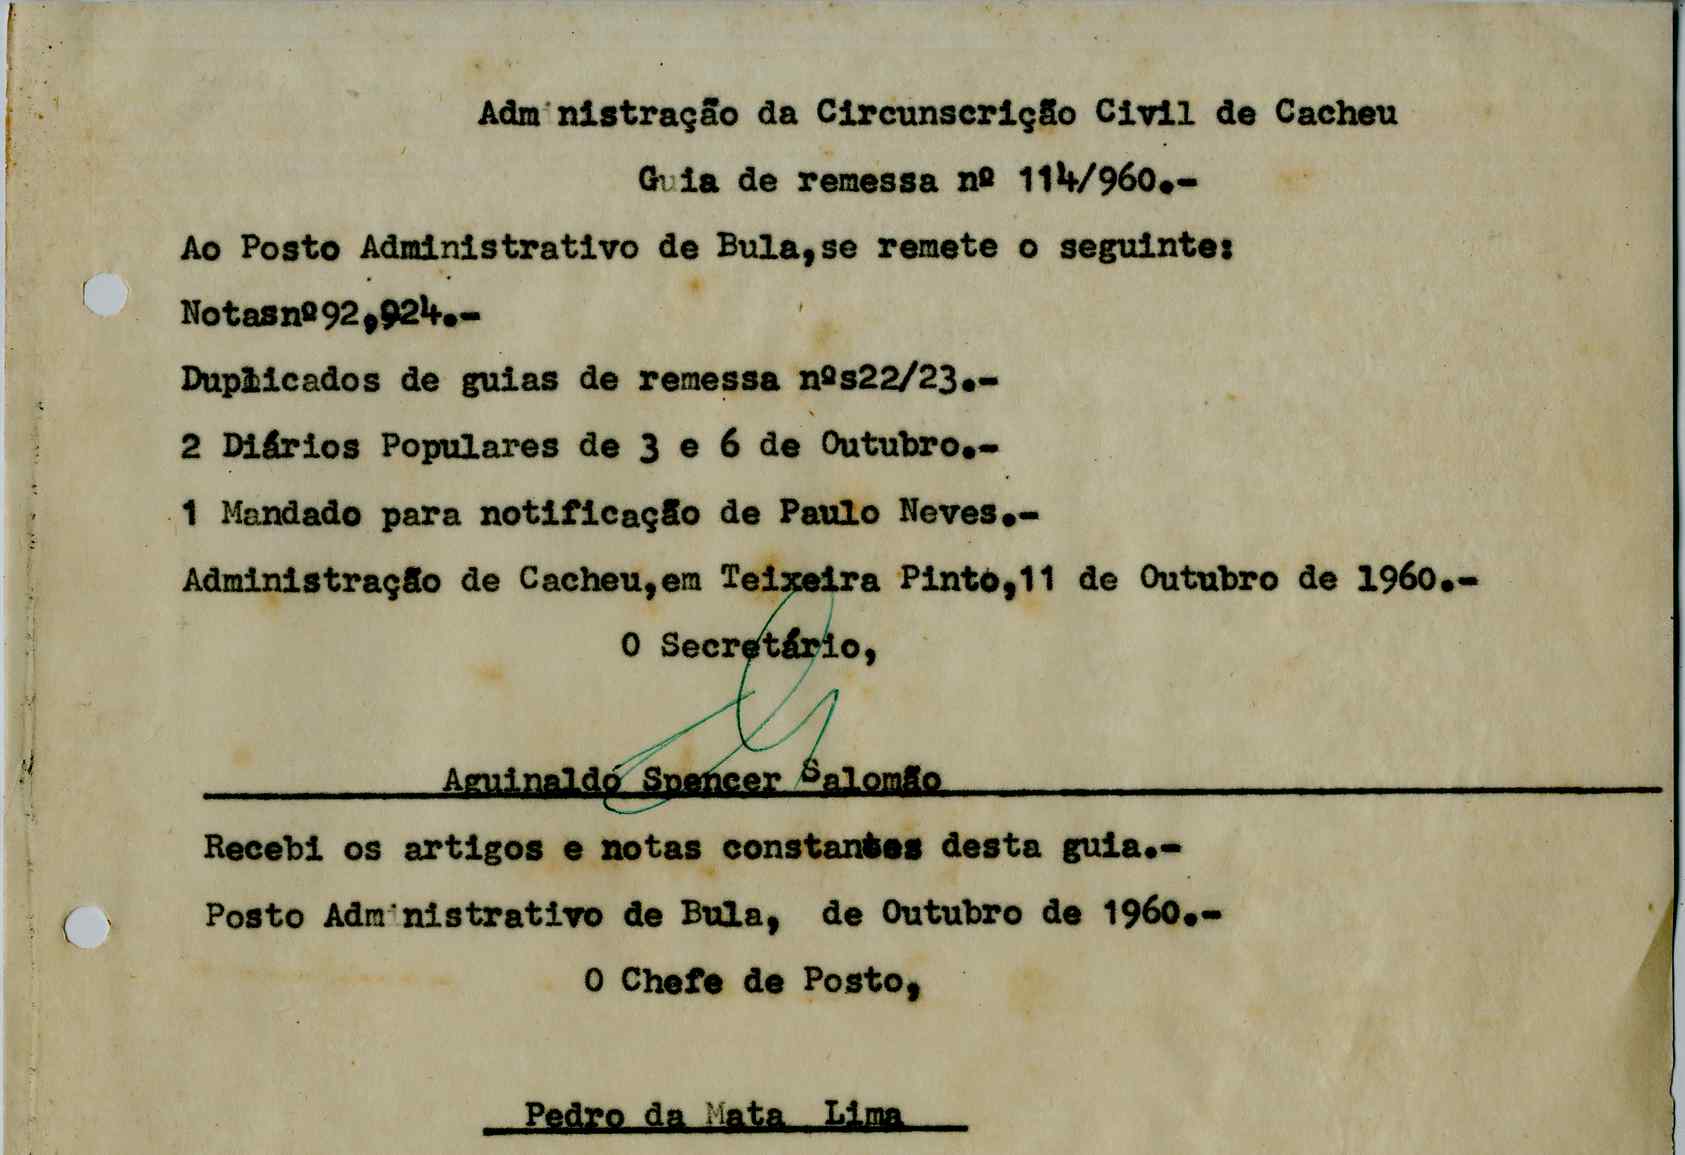 Administração da Circunscrição Civil de Cacheu
Guia de remessa nº 114/960.-
Ao Posto Administrativo de Bula,se remete o seguinte:
Notasnº92,924.-
Duplicados de guias de remessa nºs22/23.-
2 Diários Populares de 3 e 6 de Outubro.-
1 Mandado para notificação de Paulo Neves.-
Administração de Cacheu,em Teixeira Pinto,11 de Outubro de 1960.-
O Secretário,
Aguinaldo Spencer Salomão
Recebi os artigos e notas constantes desta guia.-
Posto Administrativo de Bula, de Outubro de 1960.-
O Chefe de Posto,
Pedro da Mata Lima